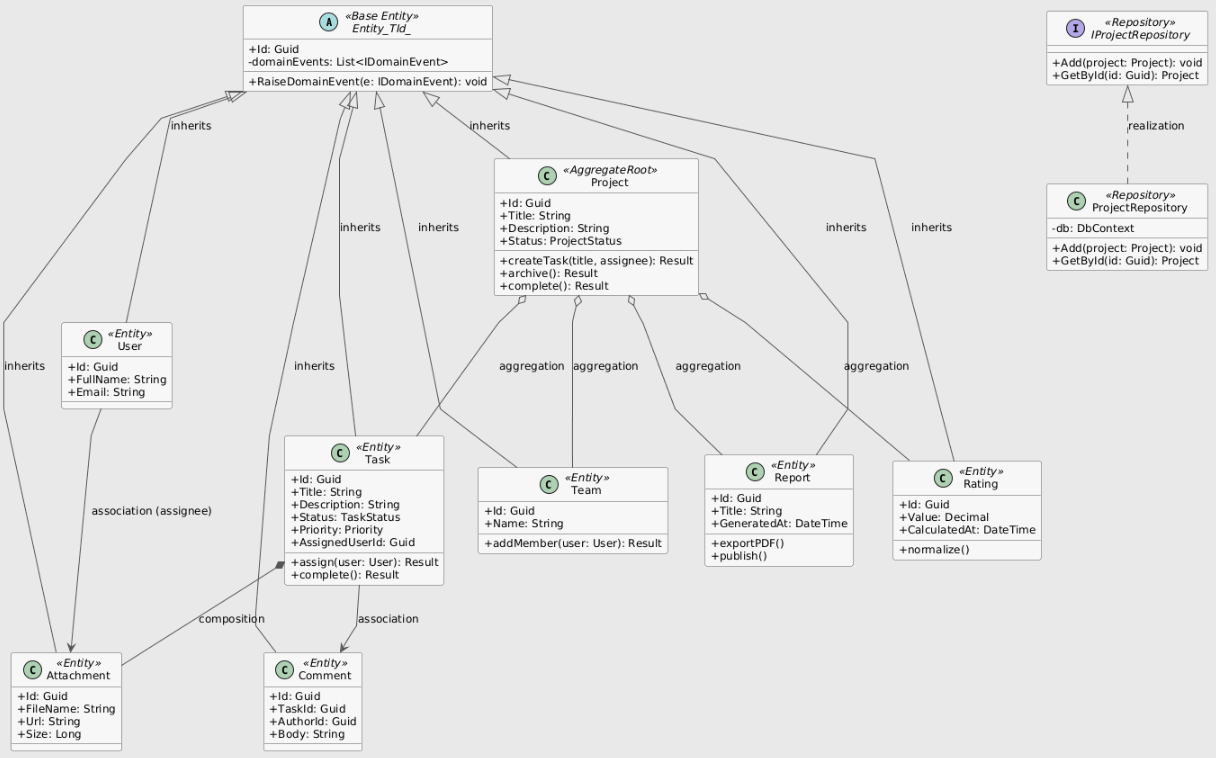 A
«Base Entity»
Entity_TId_
+Id: Guid
-domainEvents: List<IDomainEvent>
+RaiseDomainEvent(e: IDomainEvent): void
I
«Repository»
IProjectRepository
+Add(project: Project): void
+GetById(id: Guid): Project
inherits
inherits
realization
C
«AggregateRoot»
Project
+Id: Guid
+Title: String
+Description: String
+Status: ProjectStatus
+createTask(title, assignee): Result
+archive(): Result
+complete(): Result
C
«Repository»
ProjectRepository
-db: DbContext
+Add(project: Project): void
+GetById(id: Guid): Project
inherits
inherits
inherits
inherits
C
«Entity»
User
+Id: Guid
+FullName: String
+Email: String
inherits
inherits
aggregation
aggregation
aggregation
aggregation
C
«Entity»
Task
+Id: Guid
+Title: String
+Description: String
+Status: TaskStatus
+Priority: Priority
+AssignedUserId: Guid
+assign(user: User): Result
+complete(): Result
C
«Entity»
Team
+Id: Guid
+Name: String
+addMember(user: User): Result
C
«Entity»
Report
+Id: Guid
+Title: String
+GeneratedAt: DateTime
+exportPDF()
+publish()
C
«Entity»
Rating
+Id: Guid
+Value: Decimal
+CalculatedAt: DateTime
+normalize()
association (assignee)
composition
association
C
«Entity»
Attachment
+Id: Guid
+FileName: String
+Url: String
+Size: Long
C
«Entity»
Comment
+Id: Guid
+TaskId: Guid
+AuthorId: Guid
+Body: String